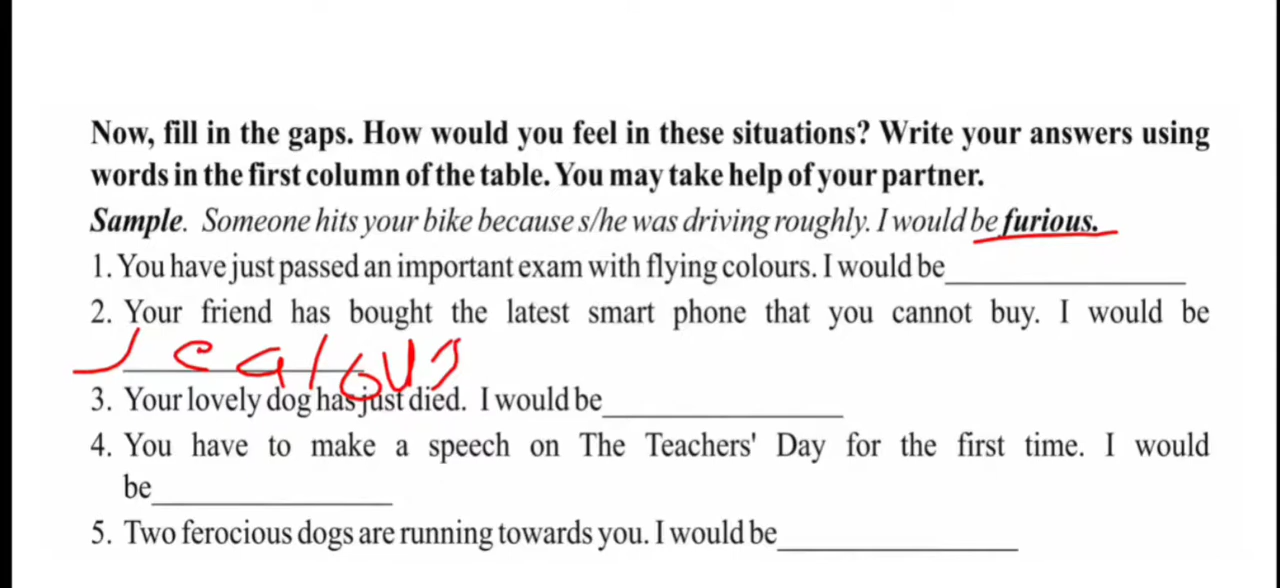 Now, fill in the gaps. How would you feel in these situations? Write your answers using
words in the first column of the table. You may take help of your partner.
Sample. Someone hits your bike because s/he was driving roughly. I would be furious.
1. You have just passed an important exam with flying colours. I would be____________
2. Your friend has bought the latest smart phone that you cannot buy. I would be
Jealous
3. Your lovely dog has just died. I would be____________
4. You have to make a speech on The Teachers' Day for the first time. I would
be____________
5. Two ferocious dogs are running towards you. I would be____________